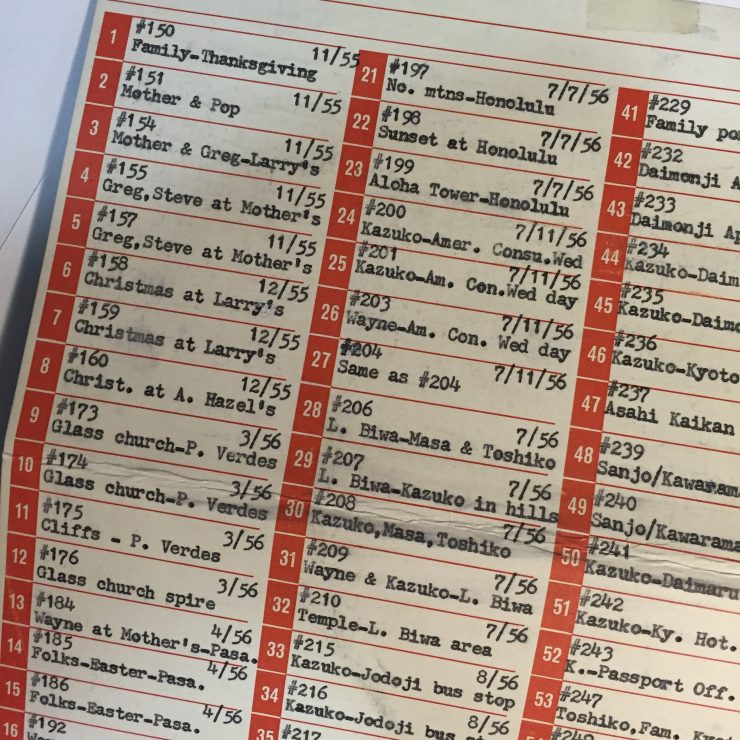 1 #150 11/55
Family-Thanksgiving
2 #151 11/55
Mother & Pop
3 #154 11/55
Mother & Greg-Larry's
4 #155 11/55
Greg,Steve at Mother's
5 #157 11/55
Greg,Steve at Mother's
6 #158 12/55
Christmas at Larry's
7 #159 12/55
Christmas at Larry's
8 #160 12/55
Christ. at A. Hazel's
9 #173 3/56
Glass church-P. Verdes
10 #174 3/56
Glass church-P. Verdes
11 #175 3/56
Cliffs - P. Verdes
12 #176 3/56
Glass church spire
13 #184 4/56
Wayne at Mother's-Pasa.
14 #185 4/56
Folks-Easter-Pasa.
15 #186 4/56
Folks-Easter-Pasa.
16 #192
21 #197 7/7/56
No. mtns-Honolulu
22 #198 7/7/56
Sunset at Honolulu
23 #199 7/7/56
Aloha Tower-Honolulu
24 #200 7/11/56
Kazuko-Amer. Consu.Wed
25 #201 7/11/56
Kazuko-Am. Con.Wed day
26 #203 7/11/56
Wayne-Am. Con. Wed day
27 #204 7/11/56
Same as #204
28 #206 7/56
L. Biwa-Masa & Toshiko
29 #207 7/56
L. Biwa-Kazuko in hills
30 #208 7/56
Kazuko,Masa,Toshiko
31 #209 7/56
Wayne & Kazuko-L. Biwa
32 #210 7/56
Temple-L. Biwa area
33 #215 8/56
Kazuko-Jodoji bus stop
34 #216 8/56
Kazuko-Jodoji bus stop
35 #217
41 #229
Family
42 #232
Daimonji
43 #233
Daimonji
44 #234
Kazuko-Daim
45 #235
Kazuko-Daimo
46 #236
Kazuko-Kyoto
47 #237
Asahi Kaikan
48 #239
Sanjo/Kawaram
49 #240
Sanjo/Kawarama
50 #241
Kazuko-Daimaru
51 #242
Kazuko-Ky. Hot.
52 #243
K.-Passport Off.
53 #247
Toshiko,Fam.